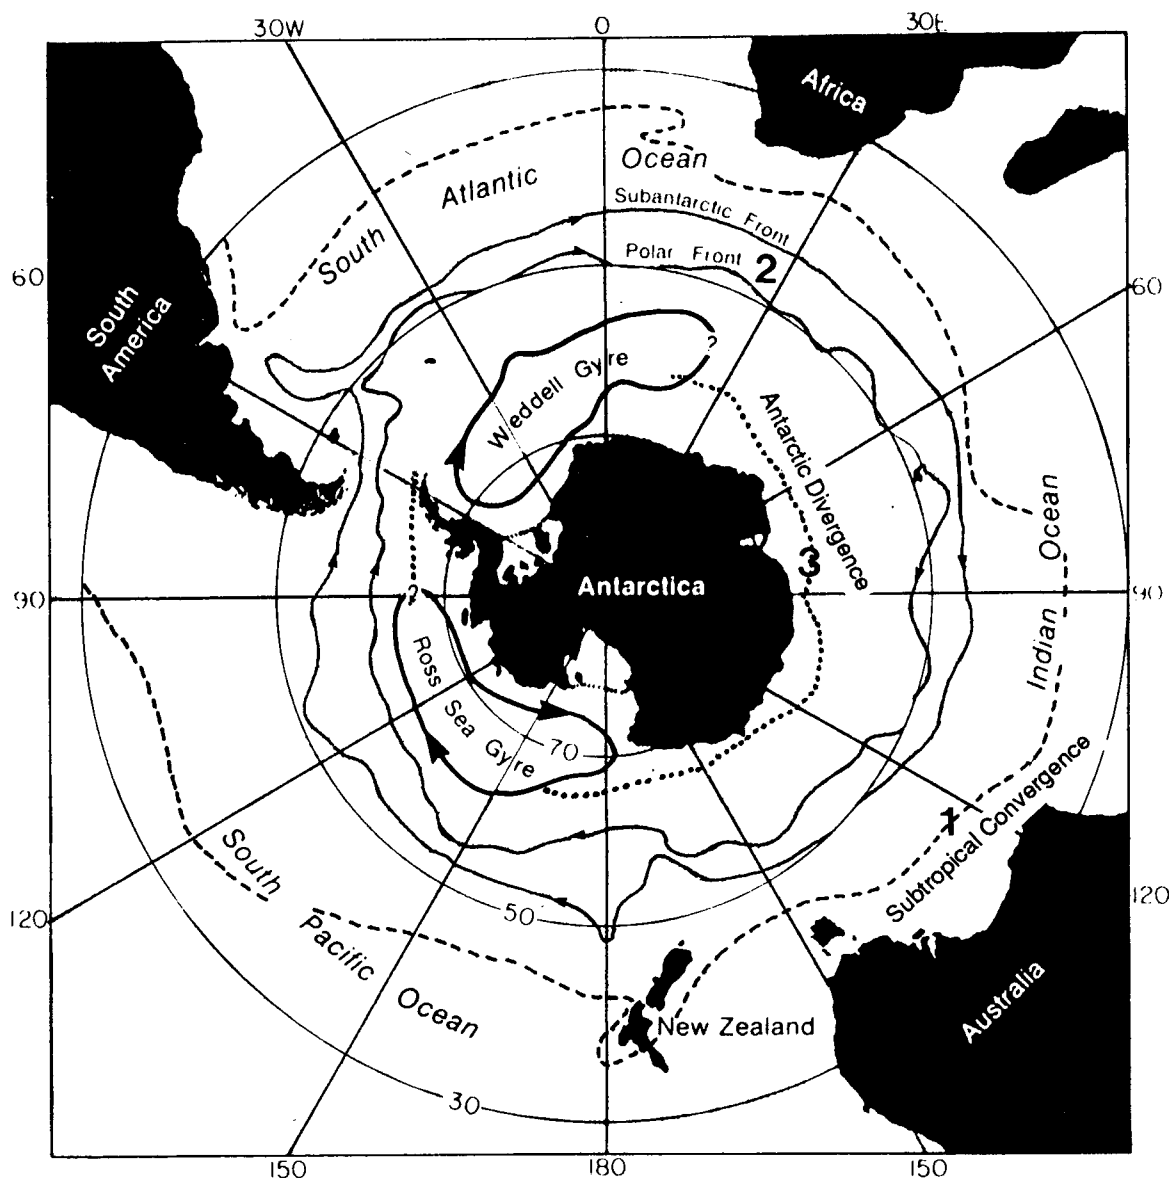 30W
0
30E
Africa
Ocean
Atlantic
South
Subantarctic Front
Polar Front
2
60
60
South
America
Weddell Gyre
?
Antarctic Divergence
3
Ocean
Indian
Antarctica
90
90
?
Ross Sea Gyre
70
1
Subtropical Convergence
South
Pacific
Ocean
50
120
120
New Zealand
Australia
30
150
180
150